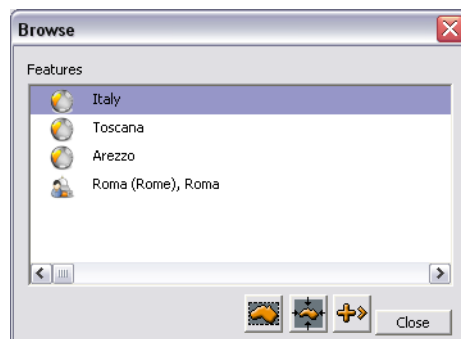 Browse
Features
Italy
Toscana
Arezzo
Roma (Rome), Roma
Close